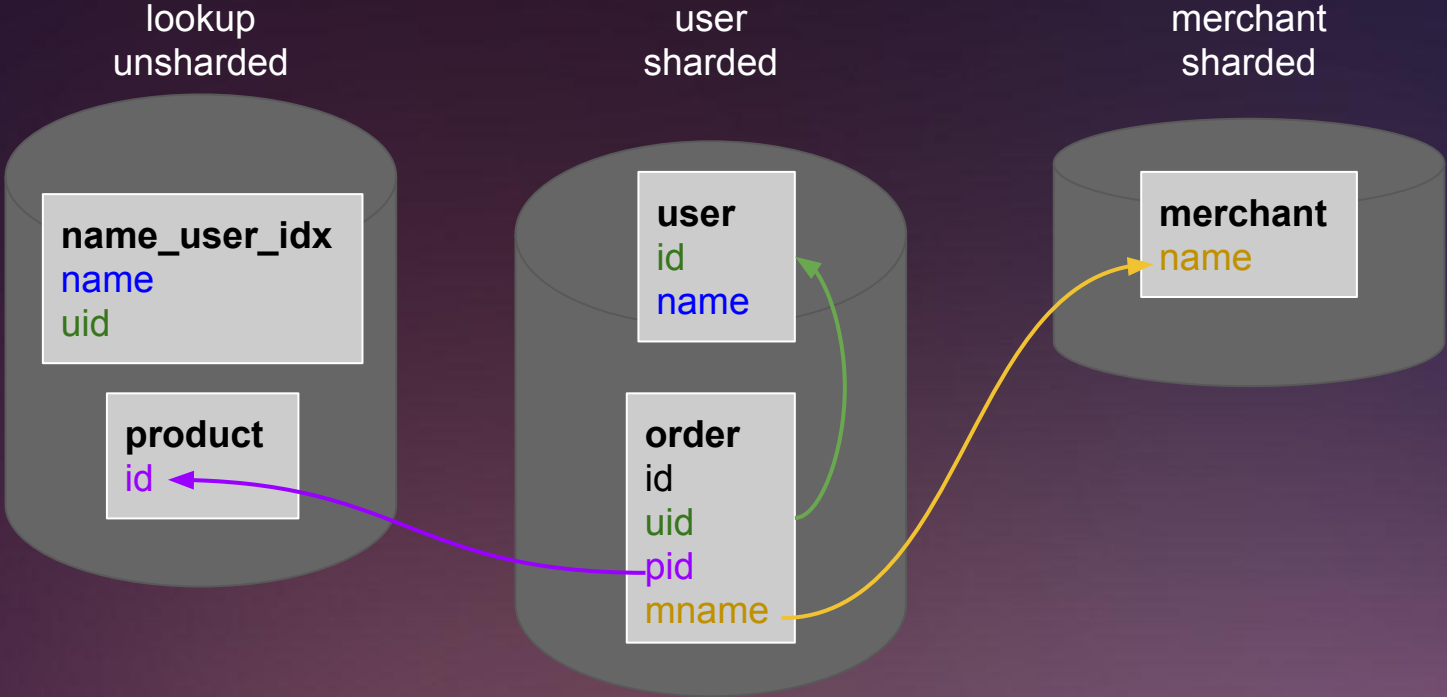 lookup
unsharded
name_user_idx
name
uid
product
id
user
sharded
user
id
name
order
id
uid
pid
mname
merchant
sharded
merchant
name